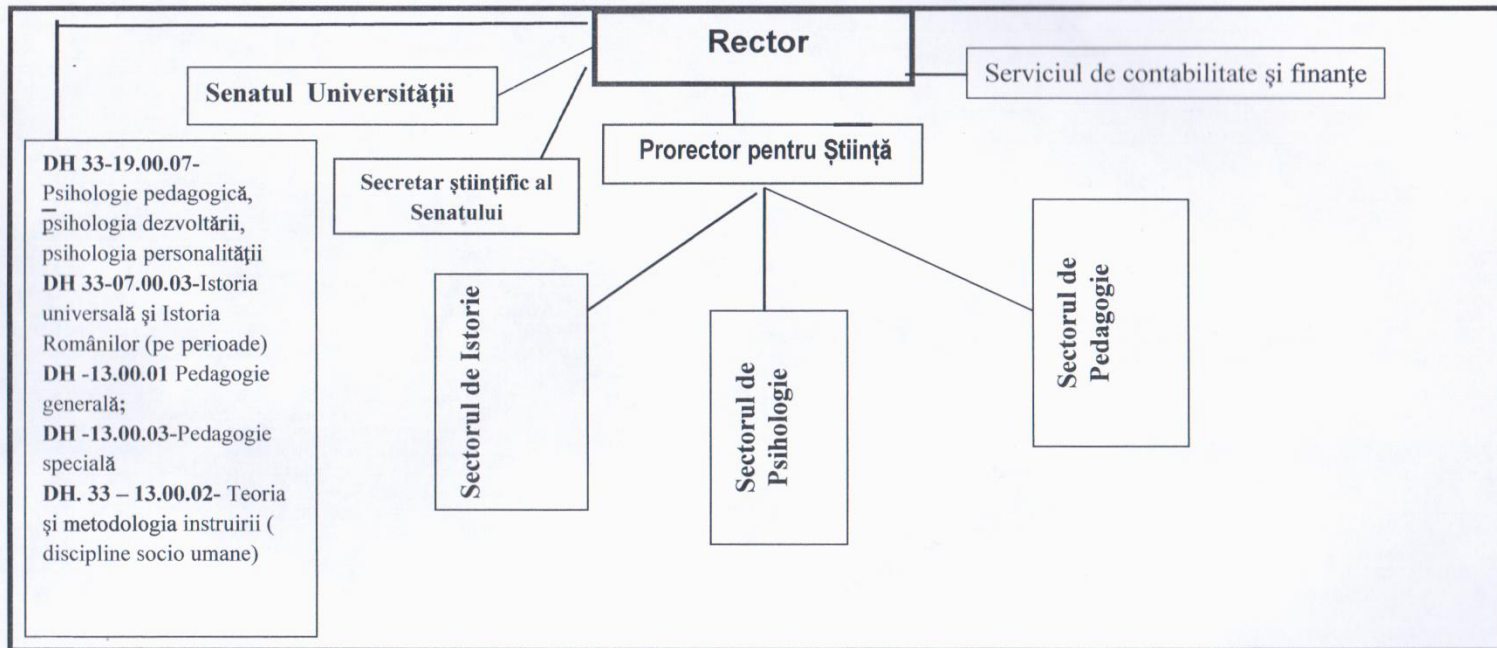 Rector
Senatul Universității
Serviciul de contabilitate și finanțe
Prorector pentru Știință
Secretar științific al
Senatului
DH 33-19.00.07-
Psihologie pedagogică,
psihologia dezvoltării,
psihologia personalității
DH 33-07.00.03-Istoria
universală și Istoria
Românilor (pe perioade)
DH -13.00.01 Pedagogie
generală;
DH -13.00.03-Pedagogie
specială
DH. 33 – 13.00.02- Teoria
și metodologia instruirii (
discipline socio umane)
Sectorul de Istorie
Sectorul de
Psihologie
Sectorul de
Pedagogie